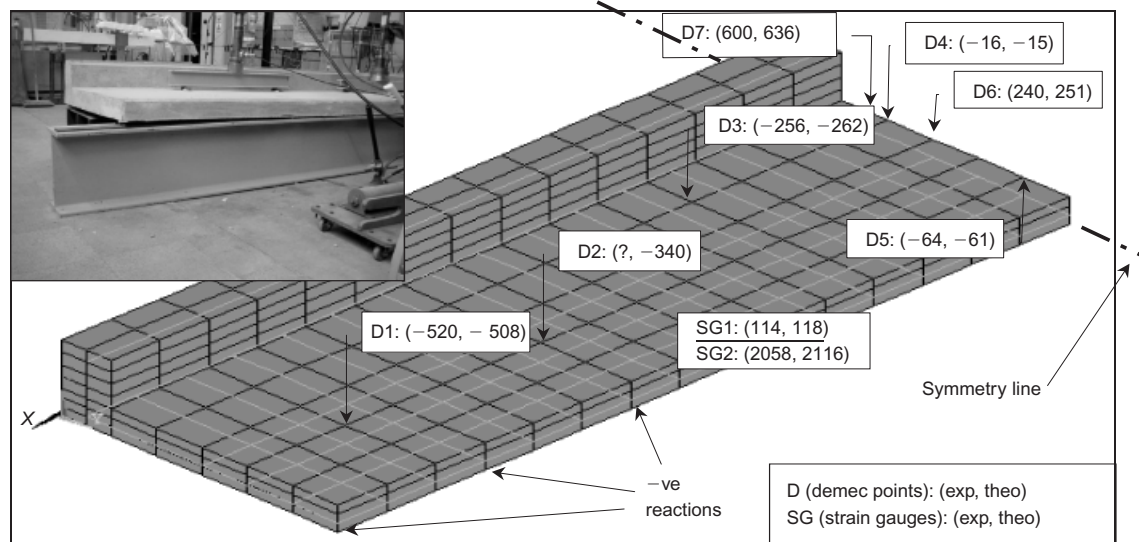 D7: (600, 636)
D4: (−16, −15)
D6: (240, 251)
D3: (−256, −262)
D5: (−64, −61)
D2: (?, −340)
D1: (−520, − 508)
SG1: (114, 118)
SG2: (2058, 2116)
Symmetry line
X
−ve
reactions
D (demec points): (exp, theo)
SG (strain gauges): (exp, theo)